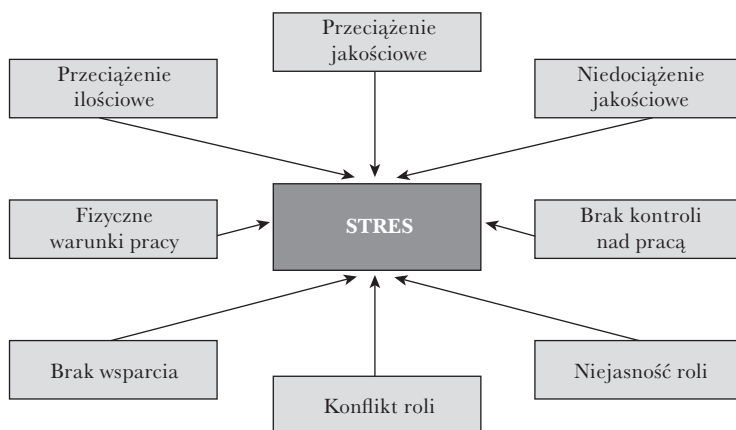 Przeciążenie
jakościowe
Przeciążenie
ilościowe
Niedociążenie
jakościowe
Fizyczne
warunki pracy
STRES
Brak kontroli
nad pracą
Brak wsparcia
Konflikt roli
Niejasność roli